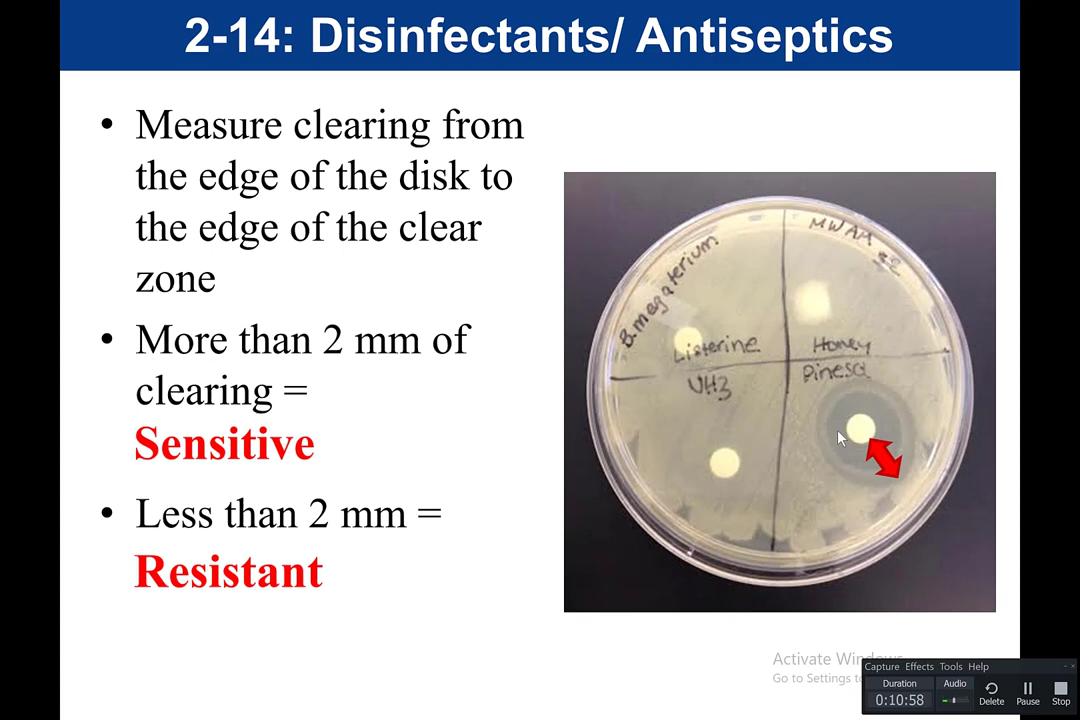 2-14: Disinfectants/ Antiseptics
• Measure clearing from
the edge of the disk to
the edge of the clear
zone
• More than 2 mm of
clearing =
Sensitive
• Less than 2 mm =
Resistant
B.megaterium
MWAM
Listerine
Honey
Activate Windows
Go to Settings to
Capture Effects Tools Help
Duration
0:10:58
Audio
Delete
Pause
Stop